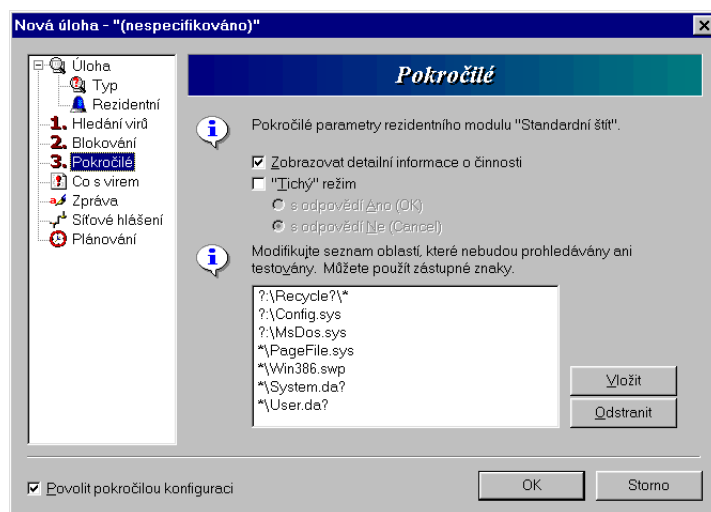 Nová úloha - "(nespecifikováno)"
Úloha
Typ
Rezidentní
1. Hledání virů
2. Blokování
3. Pokročilé
Co s virem
Zpráva
Síťové hlášení
Plánování
Pokročilé
Pokročilé parametry rezidentního modulu "Standardní štít".
Zobrazovat detailní informace o činnosti
"Tichý" režim
s odpovědí Ano (OK)
s odpovědí Ne (Cancel)
Modifikujte seznam oblastí, které nebudou prohledávány ani
testovány. Můžete použít zástupné znaky.
?:\Recycle?\*
?:\Config.sys
?:\MsDos.sys
*\PageFile.sys
*\Win386.swp
*\System.da?
*\User.da?
Vložit
Odstranit
Povolit pokročilou konfiguraci
OK
Storno